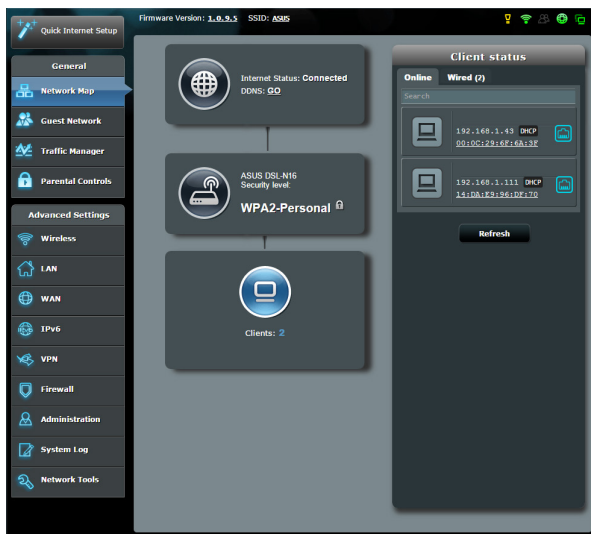 Quick Internet Setup
Firmware Version: 1.0.9.5 SSID: ASUS
General
Network Map
Guest Network
Traffic Manager
Parental Controls
Advanced Settings
Wireless
LAN
WAN
IPv6
VPN
Firewall
Administration
System Log
Network Tools
Internet Status: Connected
DDNS: GO
ASUS DSL-N16
Security level:
WPA2-Personal
Clients: 2
Client status
Online Wired (2)
Search
192.168.1.43 DHCP
00:0C:29:6F:6A:3F
192.168.1.111 DHCP
14:DA:E9:96:DF:70
Refresh